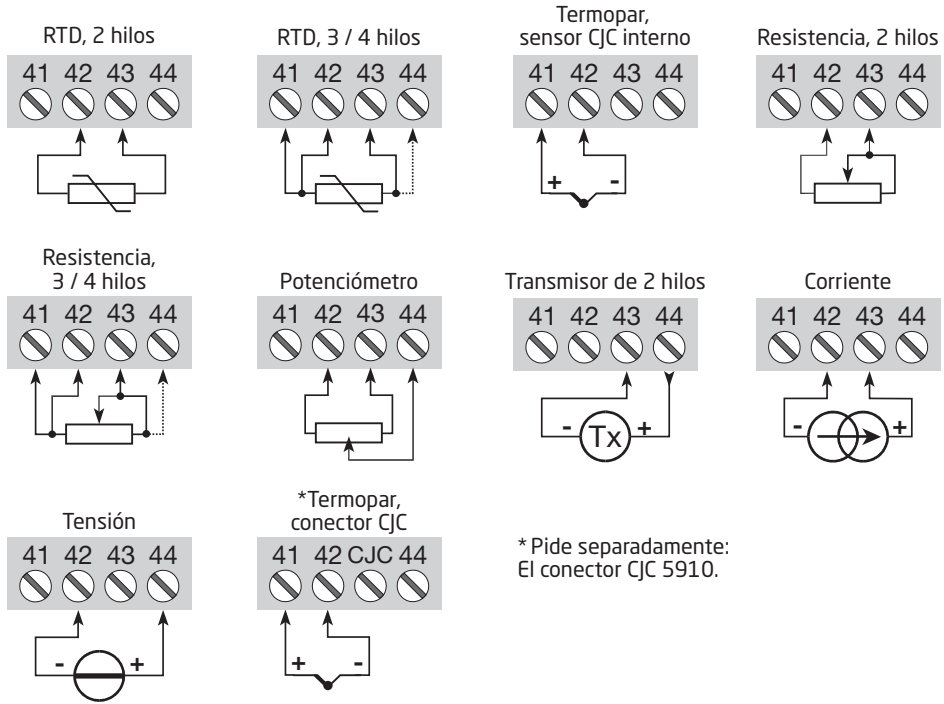 RTD, 2 hilos
41 42 43 44
RTD, 3 / 4 hilos
41 42 43 44
Termopar,
sensor CJC interno
41 42 43 44
+ -
Resistencia, 2 hilos
41 42 43 44
Resistencia,
3 / 4 hilos
41 42 43 44
Potenciómetro
41 42 43 44
Transmisor de 2 hilos
41 42 43 44
- Tx +
Corriente
41 42 43 44
- +
Tensión
41 42 43 44
- +
*Termopar,
conector CJC
41 42 CJC 44
+ -
* Pide separadamente:
El conector CJC 5910.